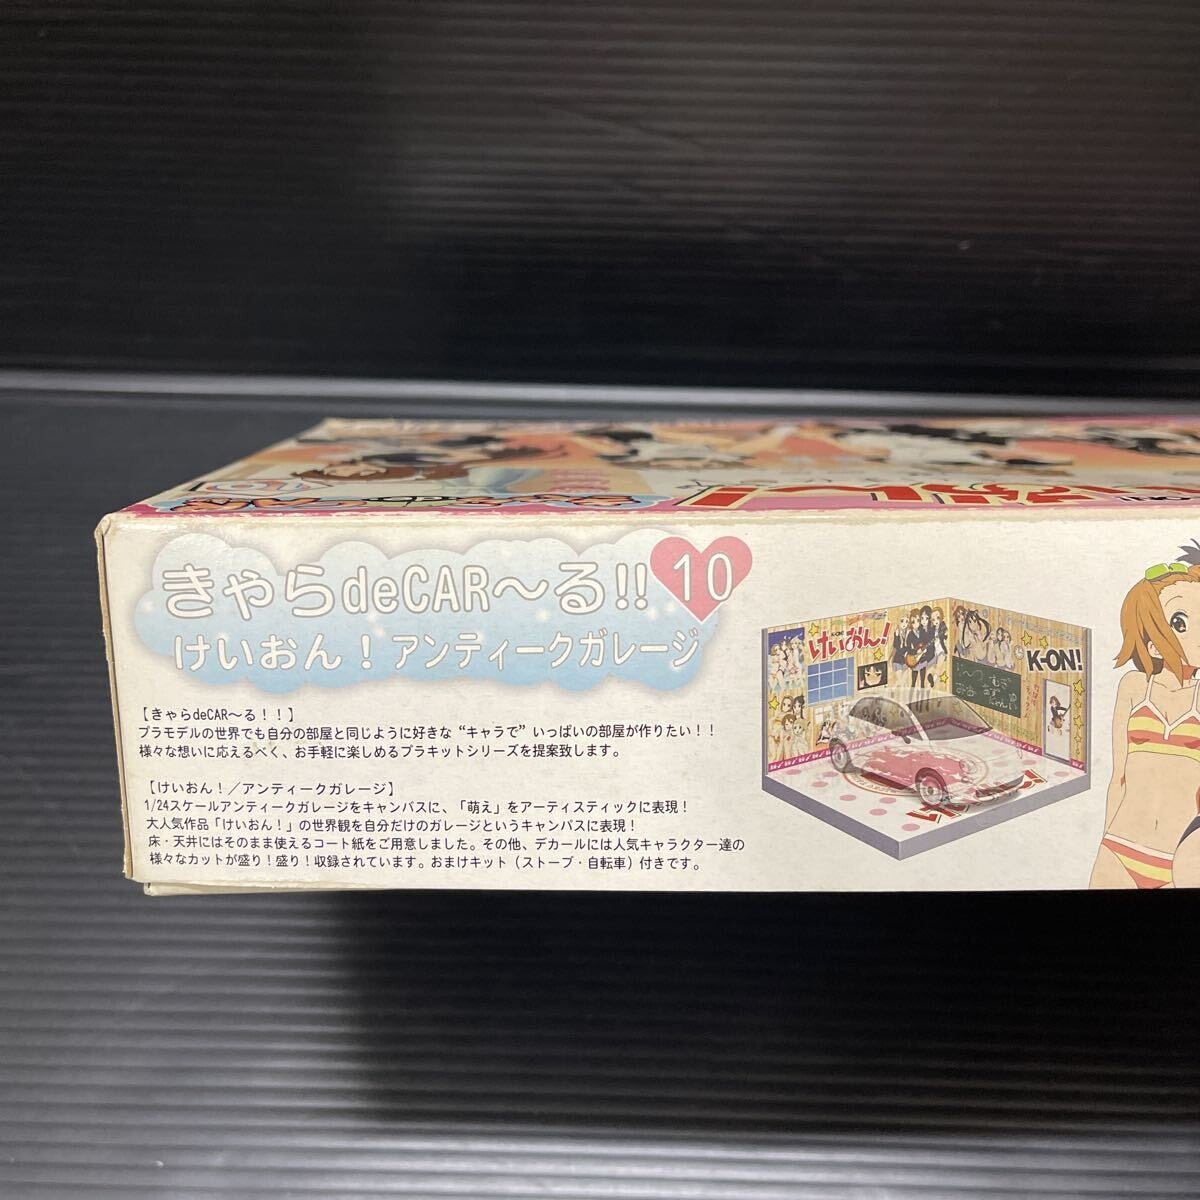 きゃらdeCAR〜る!! 10
けいおん！アンティークガレージ
【きゃらdeCAR〜る！！】
プラモデルの世界でも自分の部屋と同じように好きな“キャラで”いっぱいの部屋が作りたい！！
様々な想いに応えるべく、お手軽に楽しめるプラキットシリーズを提案致します。
【けいおん！／アンティークガレージ】
1/24スケールアンティークガレージをキャンバスに、「萌え」をアーティスティックに表現！
大人気作品「けいおん！」の世界観を自分だけのガレージというキャンバスに表現！
床・天井にはそのまま使えるコート紙をご用意しました。その他、デカールには人気キャラクター達の
様々なカットが盛り！盛り！収録されています。おまけキット（ストーブ・自転車）付きです。
けいおん!
K-ON!